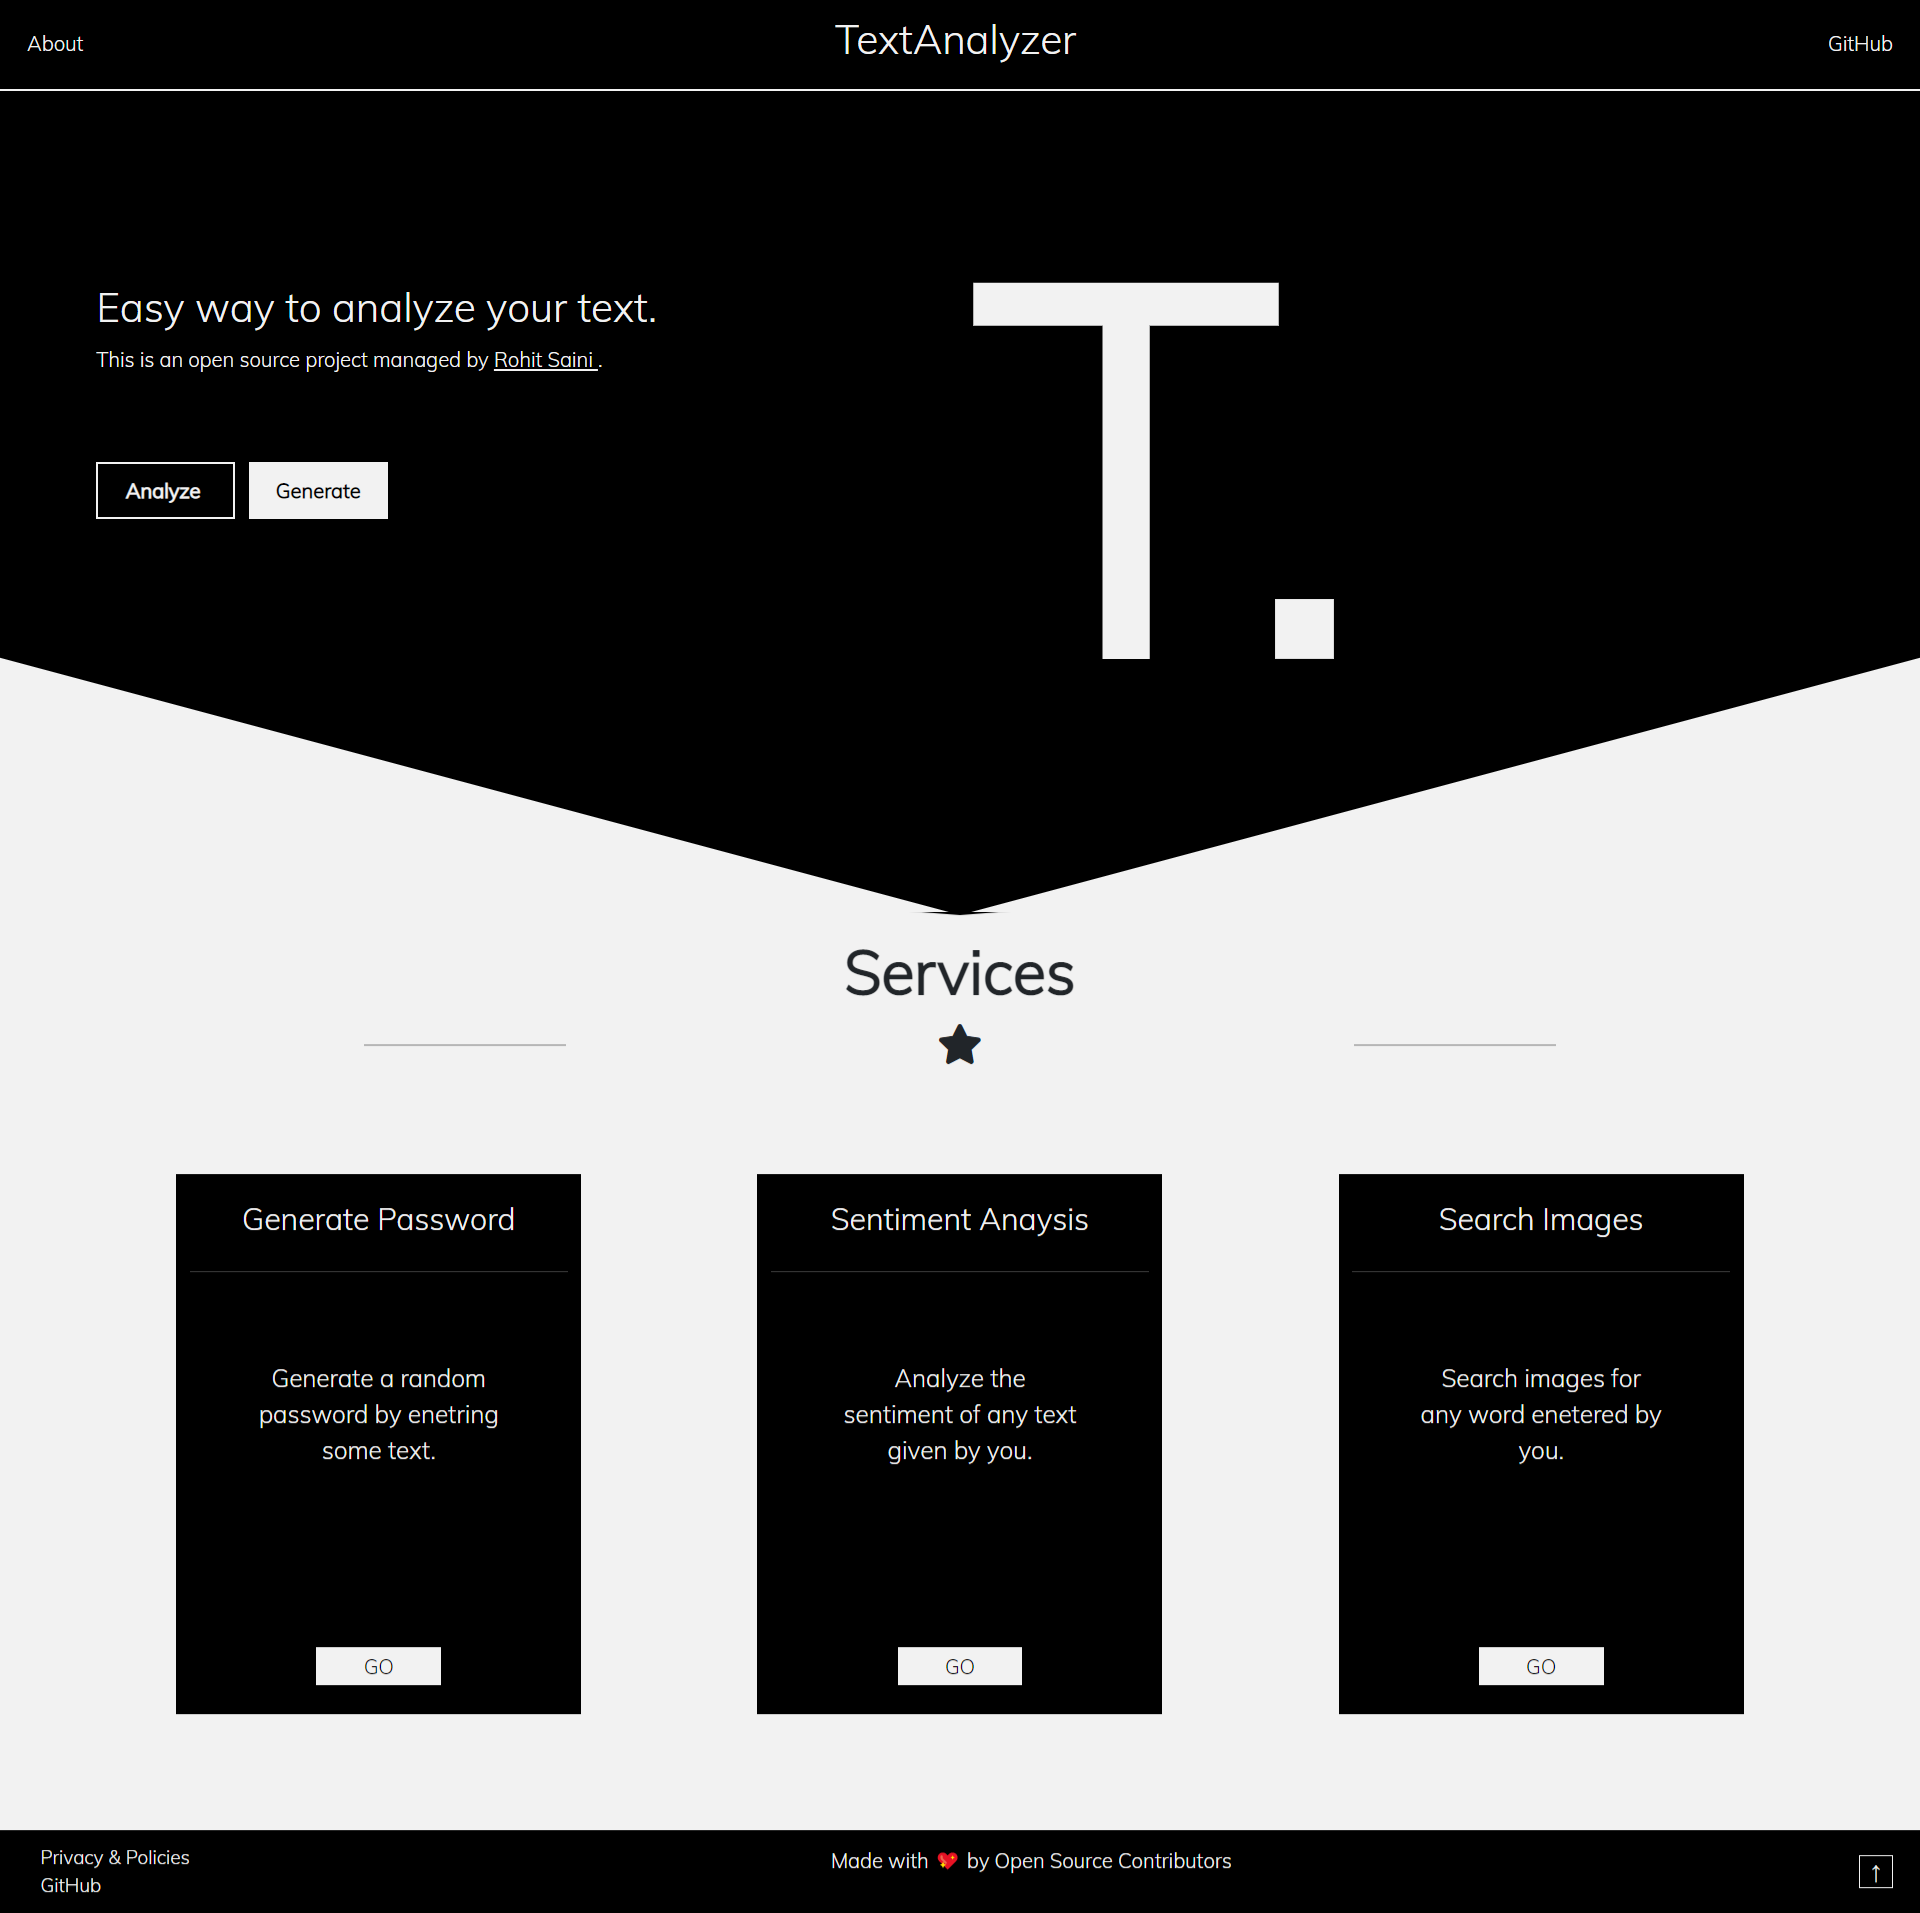 About
TextAnalyzer
GitHub
Easy way to analyze your text.
This is an open source project managed by Rohit Saini .
Analyze
Generate
T.
Services
Generate Password
Generate a random
password by enetring
some text.
GO
Sentiment Anaysis
Analyze the
sentiment of any text
given by you.
GO
Search Images
Search images for
any word enetered by
you.
GO
Privacy & Policies
GitHub
Made with 💖 by Open Source Contributors
↑